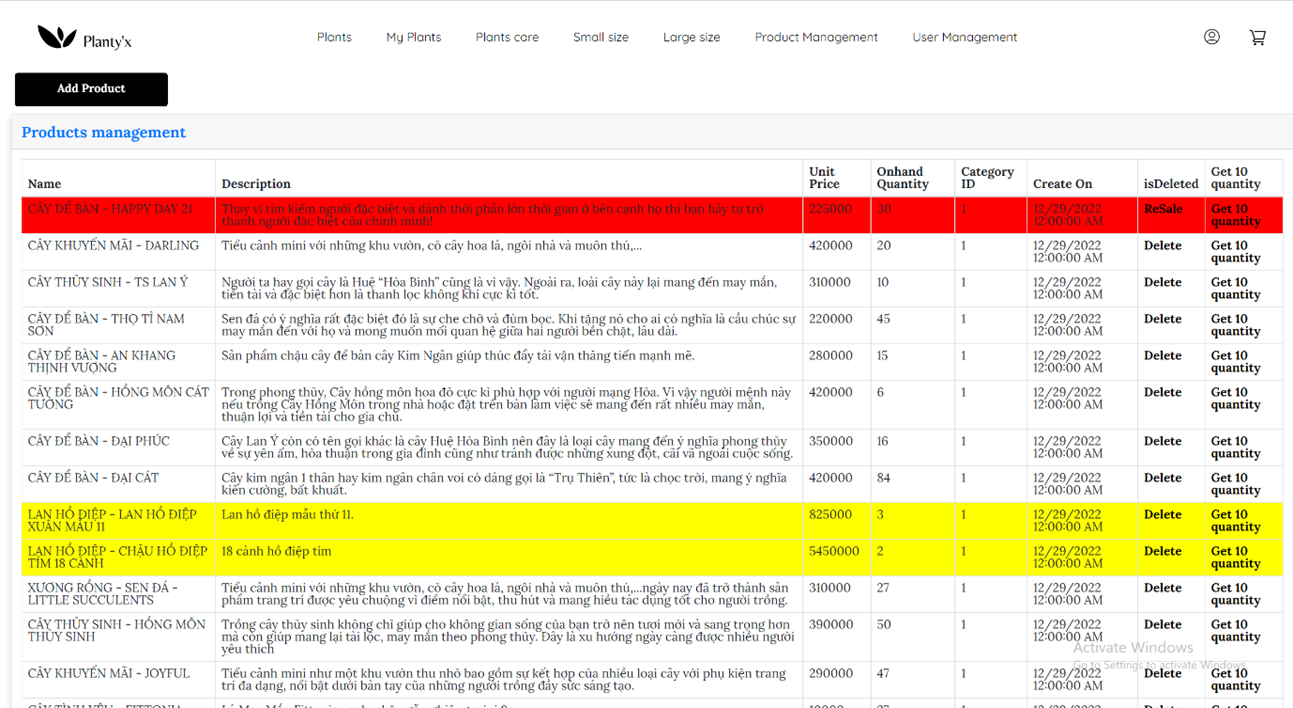 Planty'x
Plants My Plants Plants care Small size Large size Product Management User Management
Add Product
Products management
Name Description Unit Price Onhand Quantity Category ID Create On isDeleted Get 10 quantity
CÂY ĐỂ BÀN - HAPPY DAY 21 Thay vì tìm kiếm người đặc biệt và dành thời phần lớn thời gian ở bên cạnh họ thì bạn hãy tự trở 225000 30 1 12/29/2022 ReSale Get 10
thành người đặc biệt của chính mình! 12:00:00 AM quantity
CÂY KHUYẾN MÃI - DARLING Tiểu cảnh mini với những khu vườn, cỏ cây hoa lá, ngôi nhà và muôn thú,... 420000 20 1 12/29/2022 Delete Get 10
12:00:00 AM quantity
CÂY THỦY SINH - TS LAN Ý Người ta hay gọi cây là Huệ “Hòa Bình” cũng là vì vậy. Ngoài ra, loài cây này lại mang đến may mắn, 310000 10 1 12/29/2022 Delete Get 10
tiền tài và đặc biệt hơn là thanh lọc không khí cực kì tốt. 12:00:00 AM quantity
CÂY ĐỂ BÀN - THỌ TỈ NAM Sen đá có ý nghĩa rất đặc biệt đó là sự che chở và đùm bọc. Khi tặng nó cho ai có nghĩa là cầu chúc sự 220000 45 1 12/29/2022 Delete Get 10
SƠN may mắn đến với họ và mong muốn mối quan hệ giữa hai người bền chặt, lâu dài. 12:00:00 AM quantity
CÂY ĐỂ BÀN - AN KHANG Sản phẩm chậu cây để bàn cây Kim Ngân giúp thúc đẩy tài vận thăng tiến mạnh mẽ. 280000 15 1 12/29/2022 Delete Get 10
THỊNH VƯỢNG 12:00:00 AM quantity
CÂY ĐỂ BÀN - HỒNG MÔN CÁT Trong phong thủy, Cây hồng môn hoa đỏ cực kì phù hợp với người mạng Hỏa. Vì vậy người mệnh này 420000 6 1 12/29/2022 Delete Get 10
TƯỜNG nếu trồng Cây Hồng Môn trong nhà hoặc đặt trên bàn làm việc sẽ mang đến rất nhiều may mắn, 12:00:00 AM quantity
thuận lợi và tiền tài cho gia chủ.
CÂY ĐỂ BÀN - ĐẠI PHÚC Cây Lan Ý còn có tên gọi khác là cây Huệ Hòa Bình nên đây là loại cây mang đến ý nghĩa phong thủy 350000 16 1 12/29/2022 Delete Get 10
về sự yên ấm, hòa thuận trong gia đình cũng như tránh được những xung đột, cãi vã ngoài cuộc sống. 12:00:00 AM quantity
CÂY ĐỂ BÀN - ĐẠI CÁT Cây kim ngân 1 thân hay kim ngân chân voi có dáng gọi là “Trụ Thiên”, tức là chọc trời, mang ý nghĩa 420000 84 1 12/29/2022 Delete Get 10
kiên cường, bất khuất. 12:00:00 AM quantity
LAN HỒ ĐIỆP - LAN HỒ ĐIỆP Lan hồ điệp mẫu thứ 11. 825000 3 1 12/29/2022 Delete Get 10
XUÂN MẪU 11 12:00:00 AM quantity
LAN HỒ ĐIỆP - CHẬU HỒ ĐIỆP 18 cành hồ điệp tím 5450000 2 1 12/29/2022 Delete Get 10
TÍM 18 CÀNH 12:00:00 AM quantity
XƯƠNG RỒNG - SEN ĐÁ - Tiểu cảnh mini với những khu vườn, cỏ cây hoa lá, ngôi nhà và muôn thú,...ngày nay đã trở thành sản 310000 27 1 12/29/2022 Delete Get 10
LITTLE SUCCULENTS phẩm trang trí được yêu chuộng vì điểm nổi bật, thu hút và mang hiều tác dụng tốt cho người trồng. 12:00:00 AM quantity
CÂY THỦY SINH - HỒNG MÔN Trồng cây thủy sinh không chỉ giúp cho không gian sống của bạn trở nên tươi mới và sang trọng hơn 390000 50 1 12/29/2022 Delete Get 10
THỦY SINH mà còn giúp mang lại tài lộc, may mắn theo phong thủy. Đây là xu hướng ngày càng được nhiều người 12:00:00 AM quantity
yêu thích
Activate Windows
Go to Settings to activate Windows.
CÂY KHUYẾN MÃI - JOYFUL Tiểu cảnh mini như một khu vườn thu nhỏ bao gồm sự kết hợp của nhiều loại cây với phụ kiện trang 290000 47 1 12/29/2022 Delete Get 10
trí đa dạng, nổi bật dưới bàn tay của những người trồng đầy sức sáng tạo. 12:00:00 AM quantity